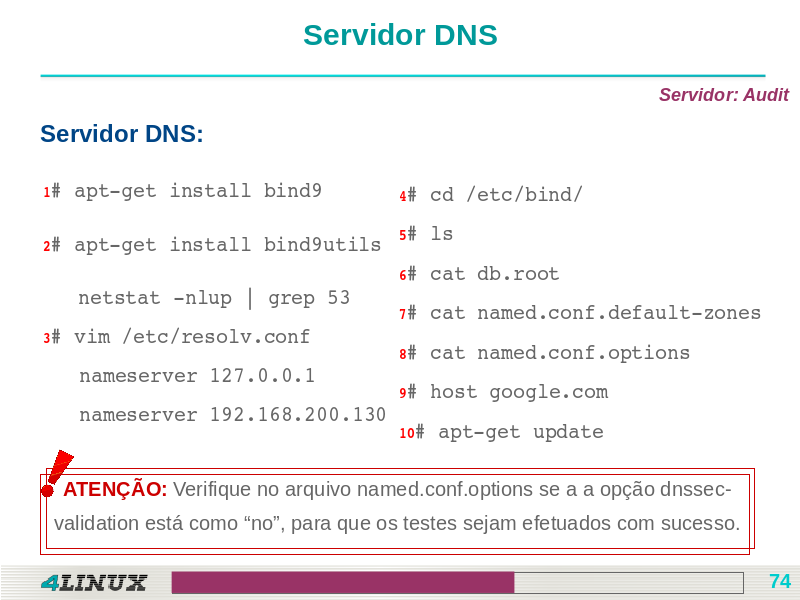 Servidor DNS
Servidor: Audit
Servidor DNS:
1# apt-get install bind9
2# apt-get install bind9utils
netstat -nlup | grep 53
3# vim /etc/resolv.conf
nameserver 127.0.0.1
nameserver 192.168.200.130
4# cd /etc/bind/
5# ls
6# cat db.root
7# cat named.conf.default-zones
8# cat named.conf.options
9# host google.com
10# apt-get update
ATENÇÃO: Verifique no arquivo named.conf.options se a a opção dnssec-
validation está como “no”, para que os testes sejam efetuados com sucesso.
4LINUX
74